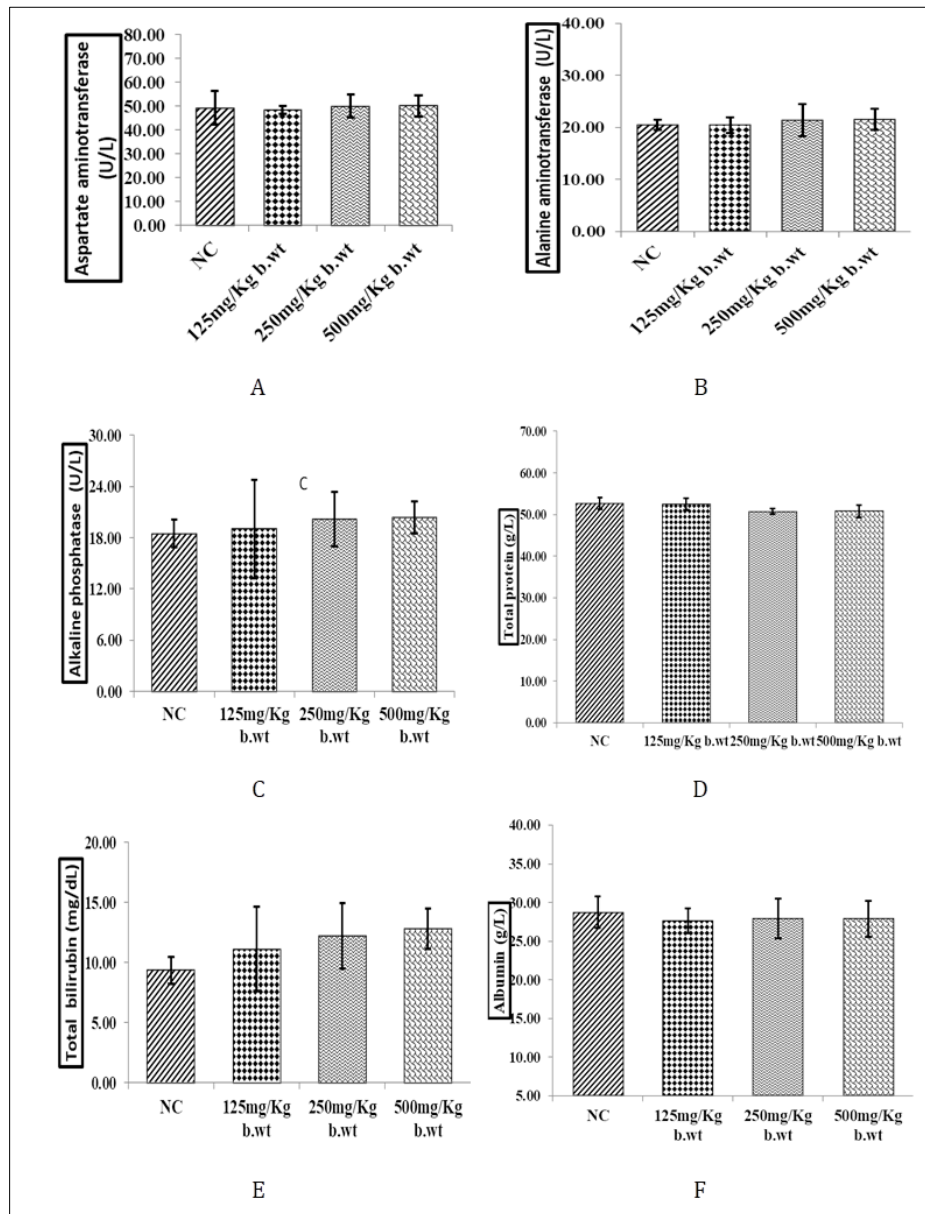 Aspartate aminotransferase
(U/L)
80.00
70.00
60.00
50.00
40.00
30.00
20.00
10.00
0.00
NC
125mg/Kg b.wt
250mg/Kg b.wt
500mg/Kg b.wt
A
Alanine aminotransferase (U/L)
40.00
30.00
20.00
10.00
0.00
NC
125mg/Kg b.wt
250mg/Kg b.wt
500mg/Kg b.wt
B
Alkaline phosphatase (U/L)
30.00
24.00
18.00
12.00
6.00
0.00
C
NC
125mg/Kg
b.wt
250mg/Kg
b.wt
500mg/Kg
b.wt
C
Total protein (g/L)
70.00
60.00
50.00
40.00
30.00
20.00
10.00
0.00
NC
125mg/Kg b.wt
250mg/Kg b.wt
500mg/Kg b.wt
D
Total bilirubin (mg/dL)
20.00
15.00
10.00
5.00
0.00
NC
125mg/Kg
b.wt
250mg/Kg
b.wt
500mg/Kg
b.wt
E
Albumin (g/L)
40.00
35.00
30.00
25.00
20.00
15.00
10.00
5.00
NC
125mg/Kg
b.wt
250mg/Kg
b.wt
500mg/Kg
b.wt
F